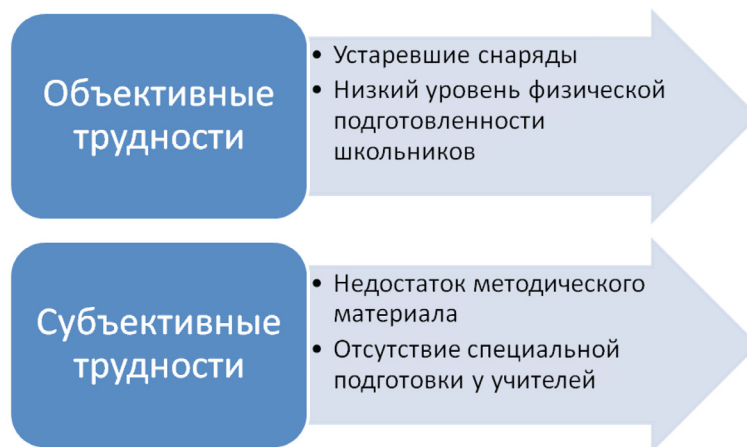 Объективные
трудности
• Устаревшие снаряды
• Низкий уровень физической
подготовленности
школьников
Субъективные
трудности
• Недостаток методического
материала
• Отсутствие специальной
подготовки у учителей